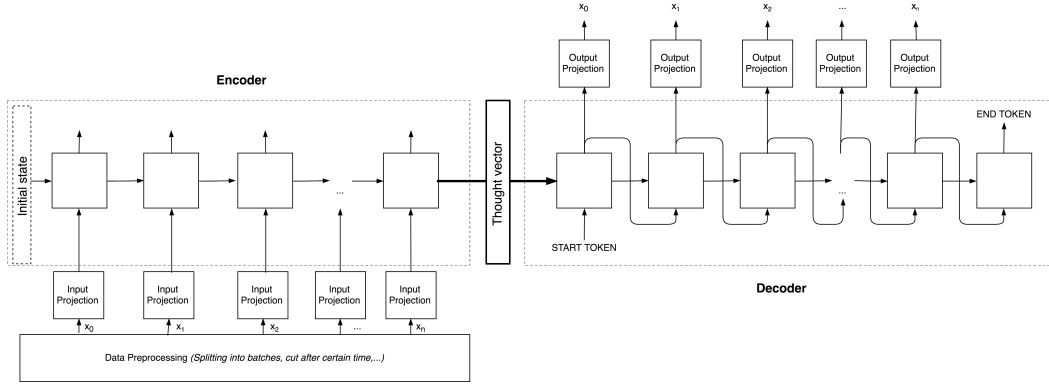 x0 x1 x2 ... xn
Output Projection
Output Projection
Output Projection
Output Projection
Output Projection
Encoder
END TOKEN
Initial state
...
Thought vector
...
START TOKEN
Input Projection
Input Projection
Input Projection
Input Projection
Input Projection
Decoder
x0 x1 x2 ... xn
Data Preprocessing (Splitting into batches, cut after certain time,...)